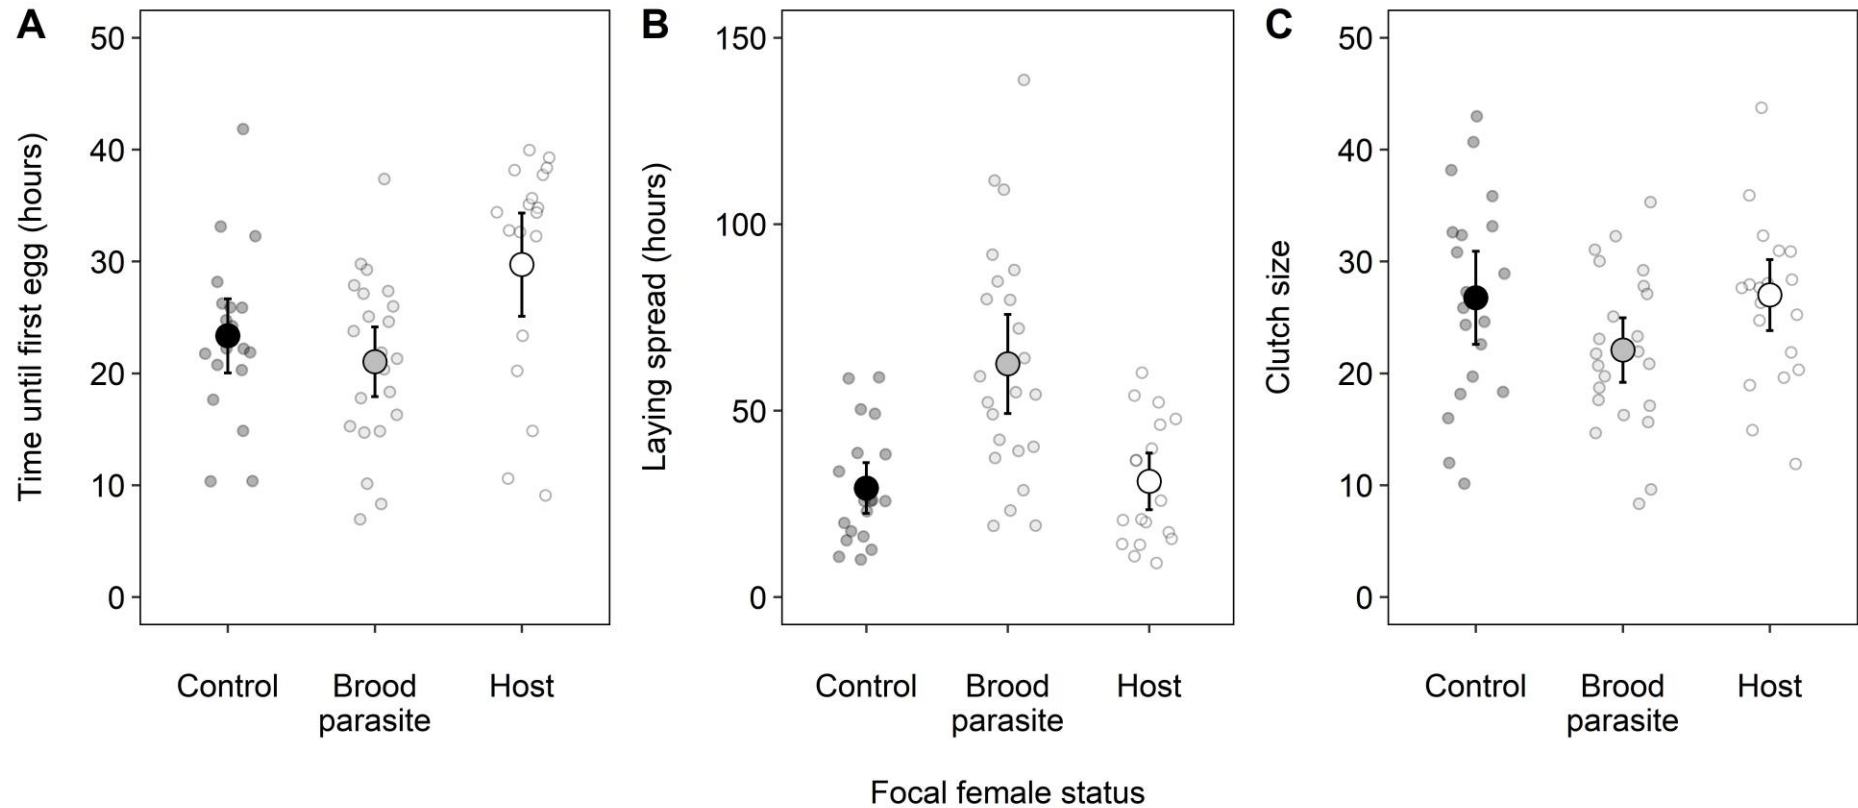 A
Time until first egg (hours)
50
40
30
20
10
0
Control
Brood
parasite
Host
B
Laying spread (hours)
150
100
50
0
Control
Brood
parasite
Host
C
Clutch size
50
40
30
20
10
0
Control
Brood
parasite
Host
Focal female status